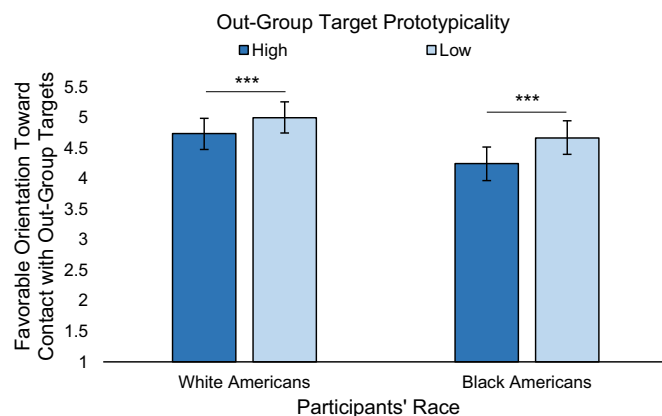 Out-Group Target Prototypicality
High Low
*** ***
Favorable Orientation Toward
Contact with Out-Group Targets
5.5
5
4.5
4
3.5
3
2.5
2
1.5
1
White Americans Black Americans
Participants' Race